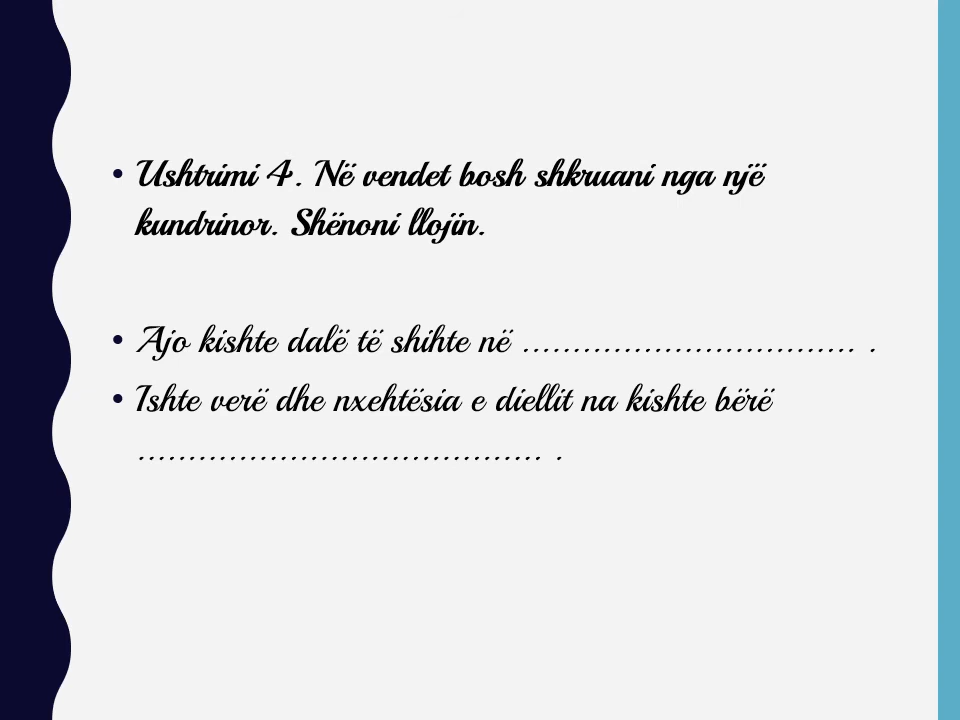 • Ushtrimi 4. Në vendet bosh shkruani nga një
kundrinor. Shënoni llojin.
• Ajo kishte dalë të shihte në ................................. .
• Ishte verë dhe nxehtësia e diellit na kishte bërë
........................................ .